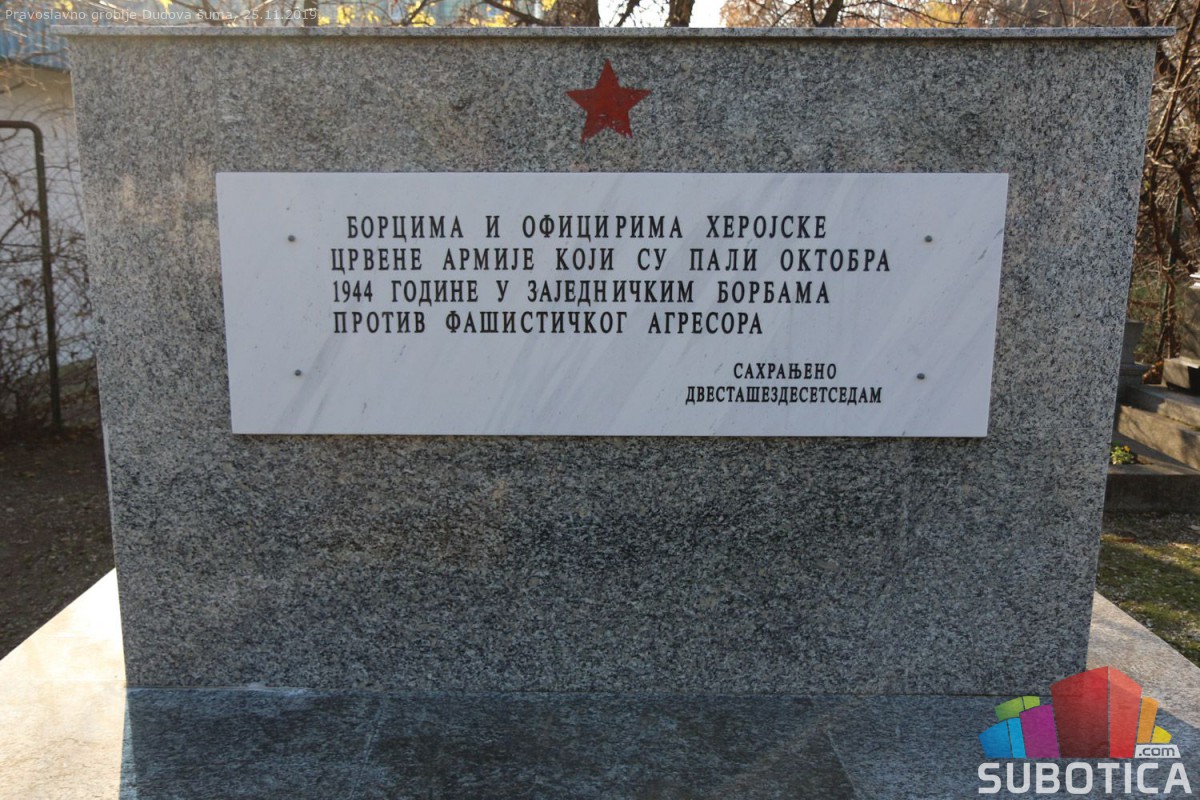 Pravoslavno groblje Dudova šuma, 25.11.2019
БОРЦИМА И ОФИЦИРИМА ХЕРОЈСКЕ
ЦРВЕНЕ АРМИЈЕ КОЈИ СУ ПАЛИ ОКТОБРА
1944 ГОДИНЕ У ЗАЈЕДНИЧКИМ БОРБАМА
ПРОТИВ ФАШИСТИЧКОГ АГРЕСОРА
САХРАЊЕНО
ДВЕСТАШЕЗДЕСЕТСЕДАМ
.com
SUBOTICA